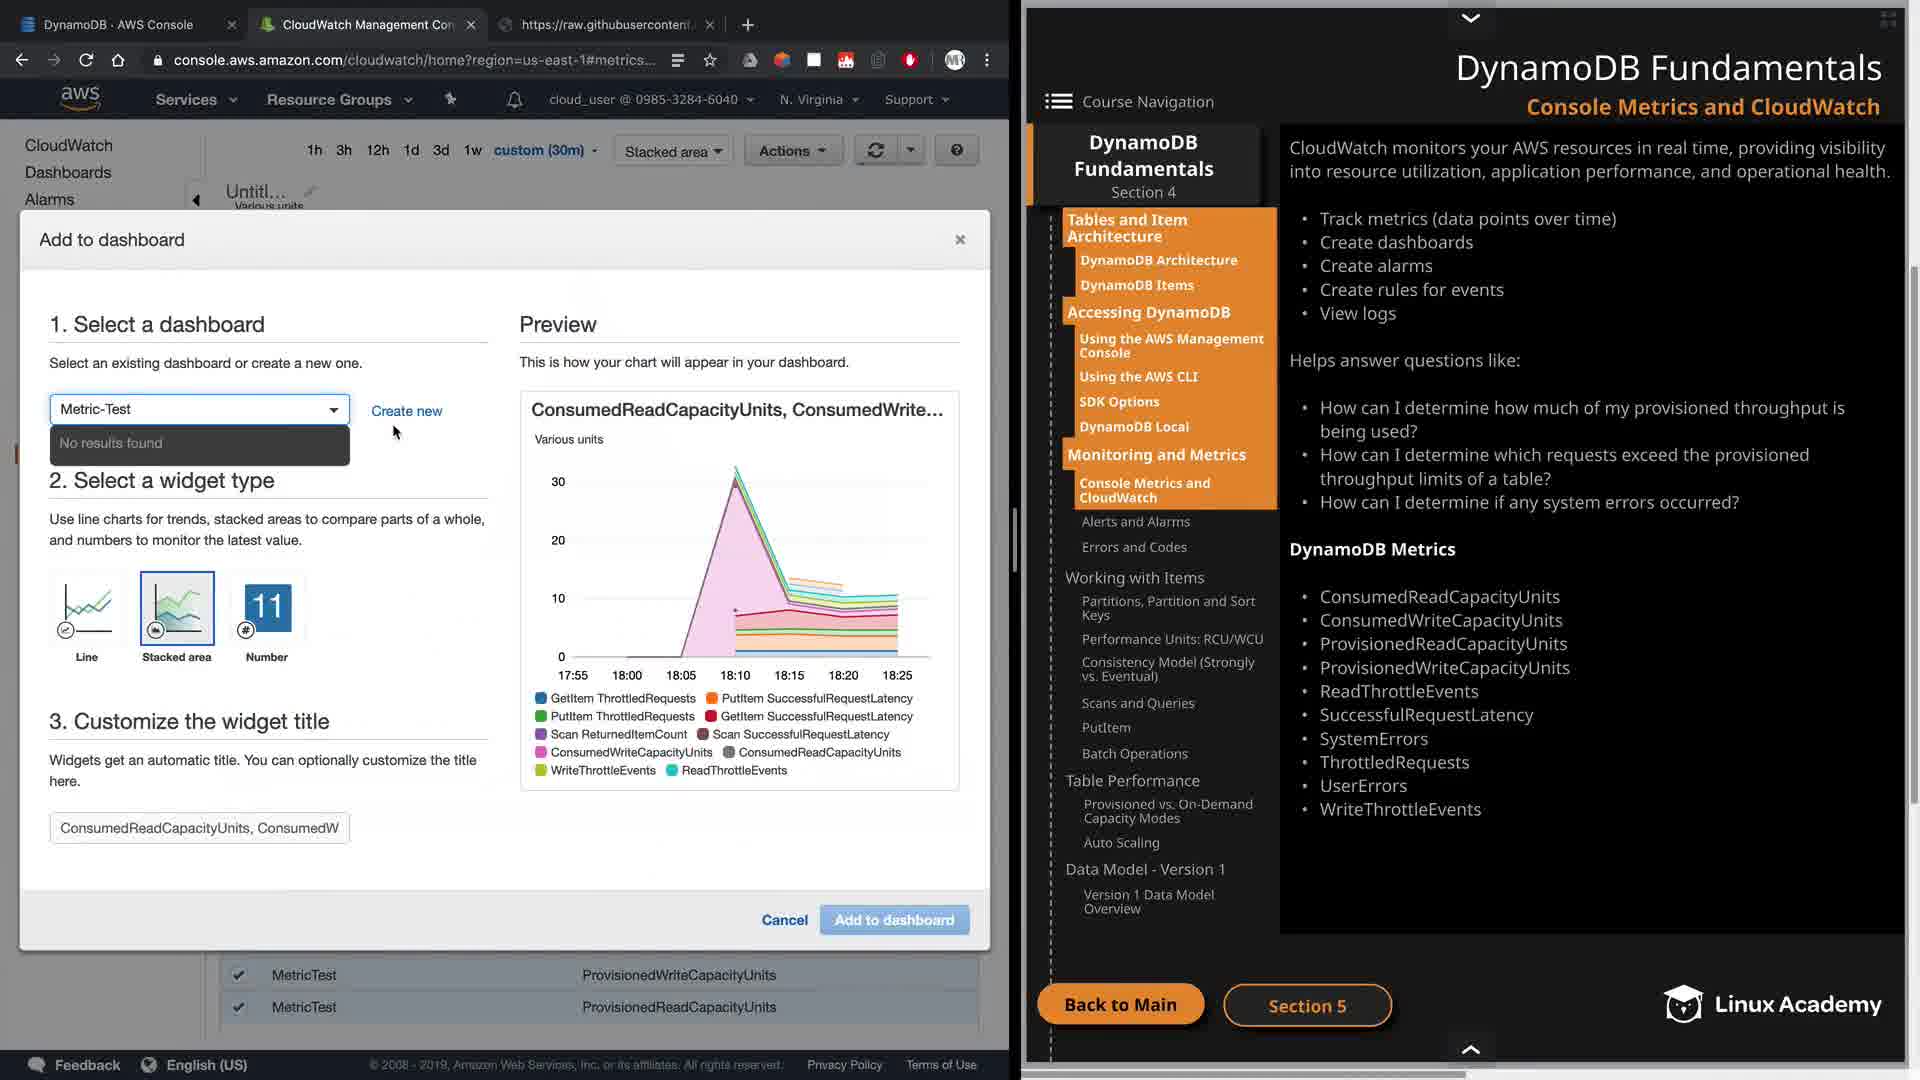 DynamoDB · AWS Console
CloudWatch Management Con
https://raw.githubusercontent.
console.aws.amazon.com/cloudwatch/home?region=us-east-1#metrics...
aws
Services
Resource Groups
cloud_user @ 0985-3284-6040
N. Virginia
Support
CloudWatch
Dashboards
Alarms
1h 3h 12h 1d 3d 1w custom (30m)
Stacked area
Actions
Untitl...
Various units
Add to dashboard
1. Select a dashboard
Select an existing dashboard or create a new one.
Metric-Test
Create new
No results found
2. Select a widget type
Use line charts for trends, stacked areas to compare parts of a whole,
and numbers to monitor the latest value.
11
#
Line
Stacked area
Number
3. Customize the widget title
Widgets get an automatic title. You can optionally customize the title
here.
ConsumedReadCapacityUnits, ConsumedW
Preview
This is how your chart will appear in your dashboard.
ConsumedReadCapacityUnits, ConsumedWrite...
Various units
30
20
10
0
17:55 18:00 18:05 18:10 18:15 18:20 18:25
GetItem ThrottledRequests PutItem SuccessfulRequestLatency
PutItem ThrottledRequests GetItem SuccessfulRequestLatency
Scan ReturnedItemCount Scan SuccessfulRequestLatency
ConsumedWriteCapacityUnits ConsumedReadCapacityUnits
WriteThrottleEvents ReadThrottleEvents
Cancel
Add to dashboard
MetricTest ProvisionedWriteCapacityUnits
MetricTest ProvisionedReadCapacityUnits
Feedback
English (US)
© 2008 - 2019, Amazon Web Services, Inc. or its affiliates. All rights reserved.
Privacy Policy
Terms of Use
DynamoDB Fundamentals
Console Metrics and CloudWatch
Course Navigation
DynamoDB
Fundamentals
Section 4
Tables and Item
Architecture
DynamoDB Architecture
DynamoDB Items
Accessing DynamoDB
Using the AWS Management
Console
Using the AWS CLI
SDK Options
DynamoDB Local
Monitoring and Metrics
Console Metrics and
CloudWatch
Alerts and Alarms
Errors and Codes
Working with Items
Partitions, Partition and Sort
Keys
Performance Units: RCU/WCU
Consistency Model (Strongly
vs. Eventual)
Scans and Queries
PutItem
Batch Operations
Table Performance
Provisioned vs. On-Demand
Capacity Modes
Auto Scaling
Data Model - Version 1
Version 1 Data Model
Overview
CloudWatch monitors your AWS resources in real time, providing visibility
into resource utilization, application performance, and operational health.
• Track metrics (data points over time)
• Create dashboards
• Create alarms
• Create rules for events
• View logs
Helps answer questions like:
• How can I determine how much of my provisioned throughput is
being used?
• How can I determine which requests exceed the provisioned
throughput limits of a table?
• How can I determine if any system errors occurred?
DynamoDB Metrics
• ConsumedReadCapacityUnits
• ConsumedWriteCapacityUnits
• ProvisionedReadCapacityUnits
• ProvisionedWriteCapacityUnits
• ReadThrottleEvents
• SuccessfulRequestLatency
• SystemErrors
• ThrottledRequests
• UserErrors
• WriteThrottleEvents
Back to Main
Section 5
Linux Academy